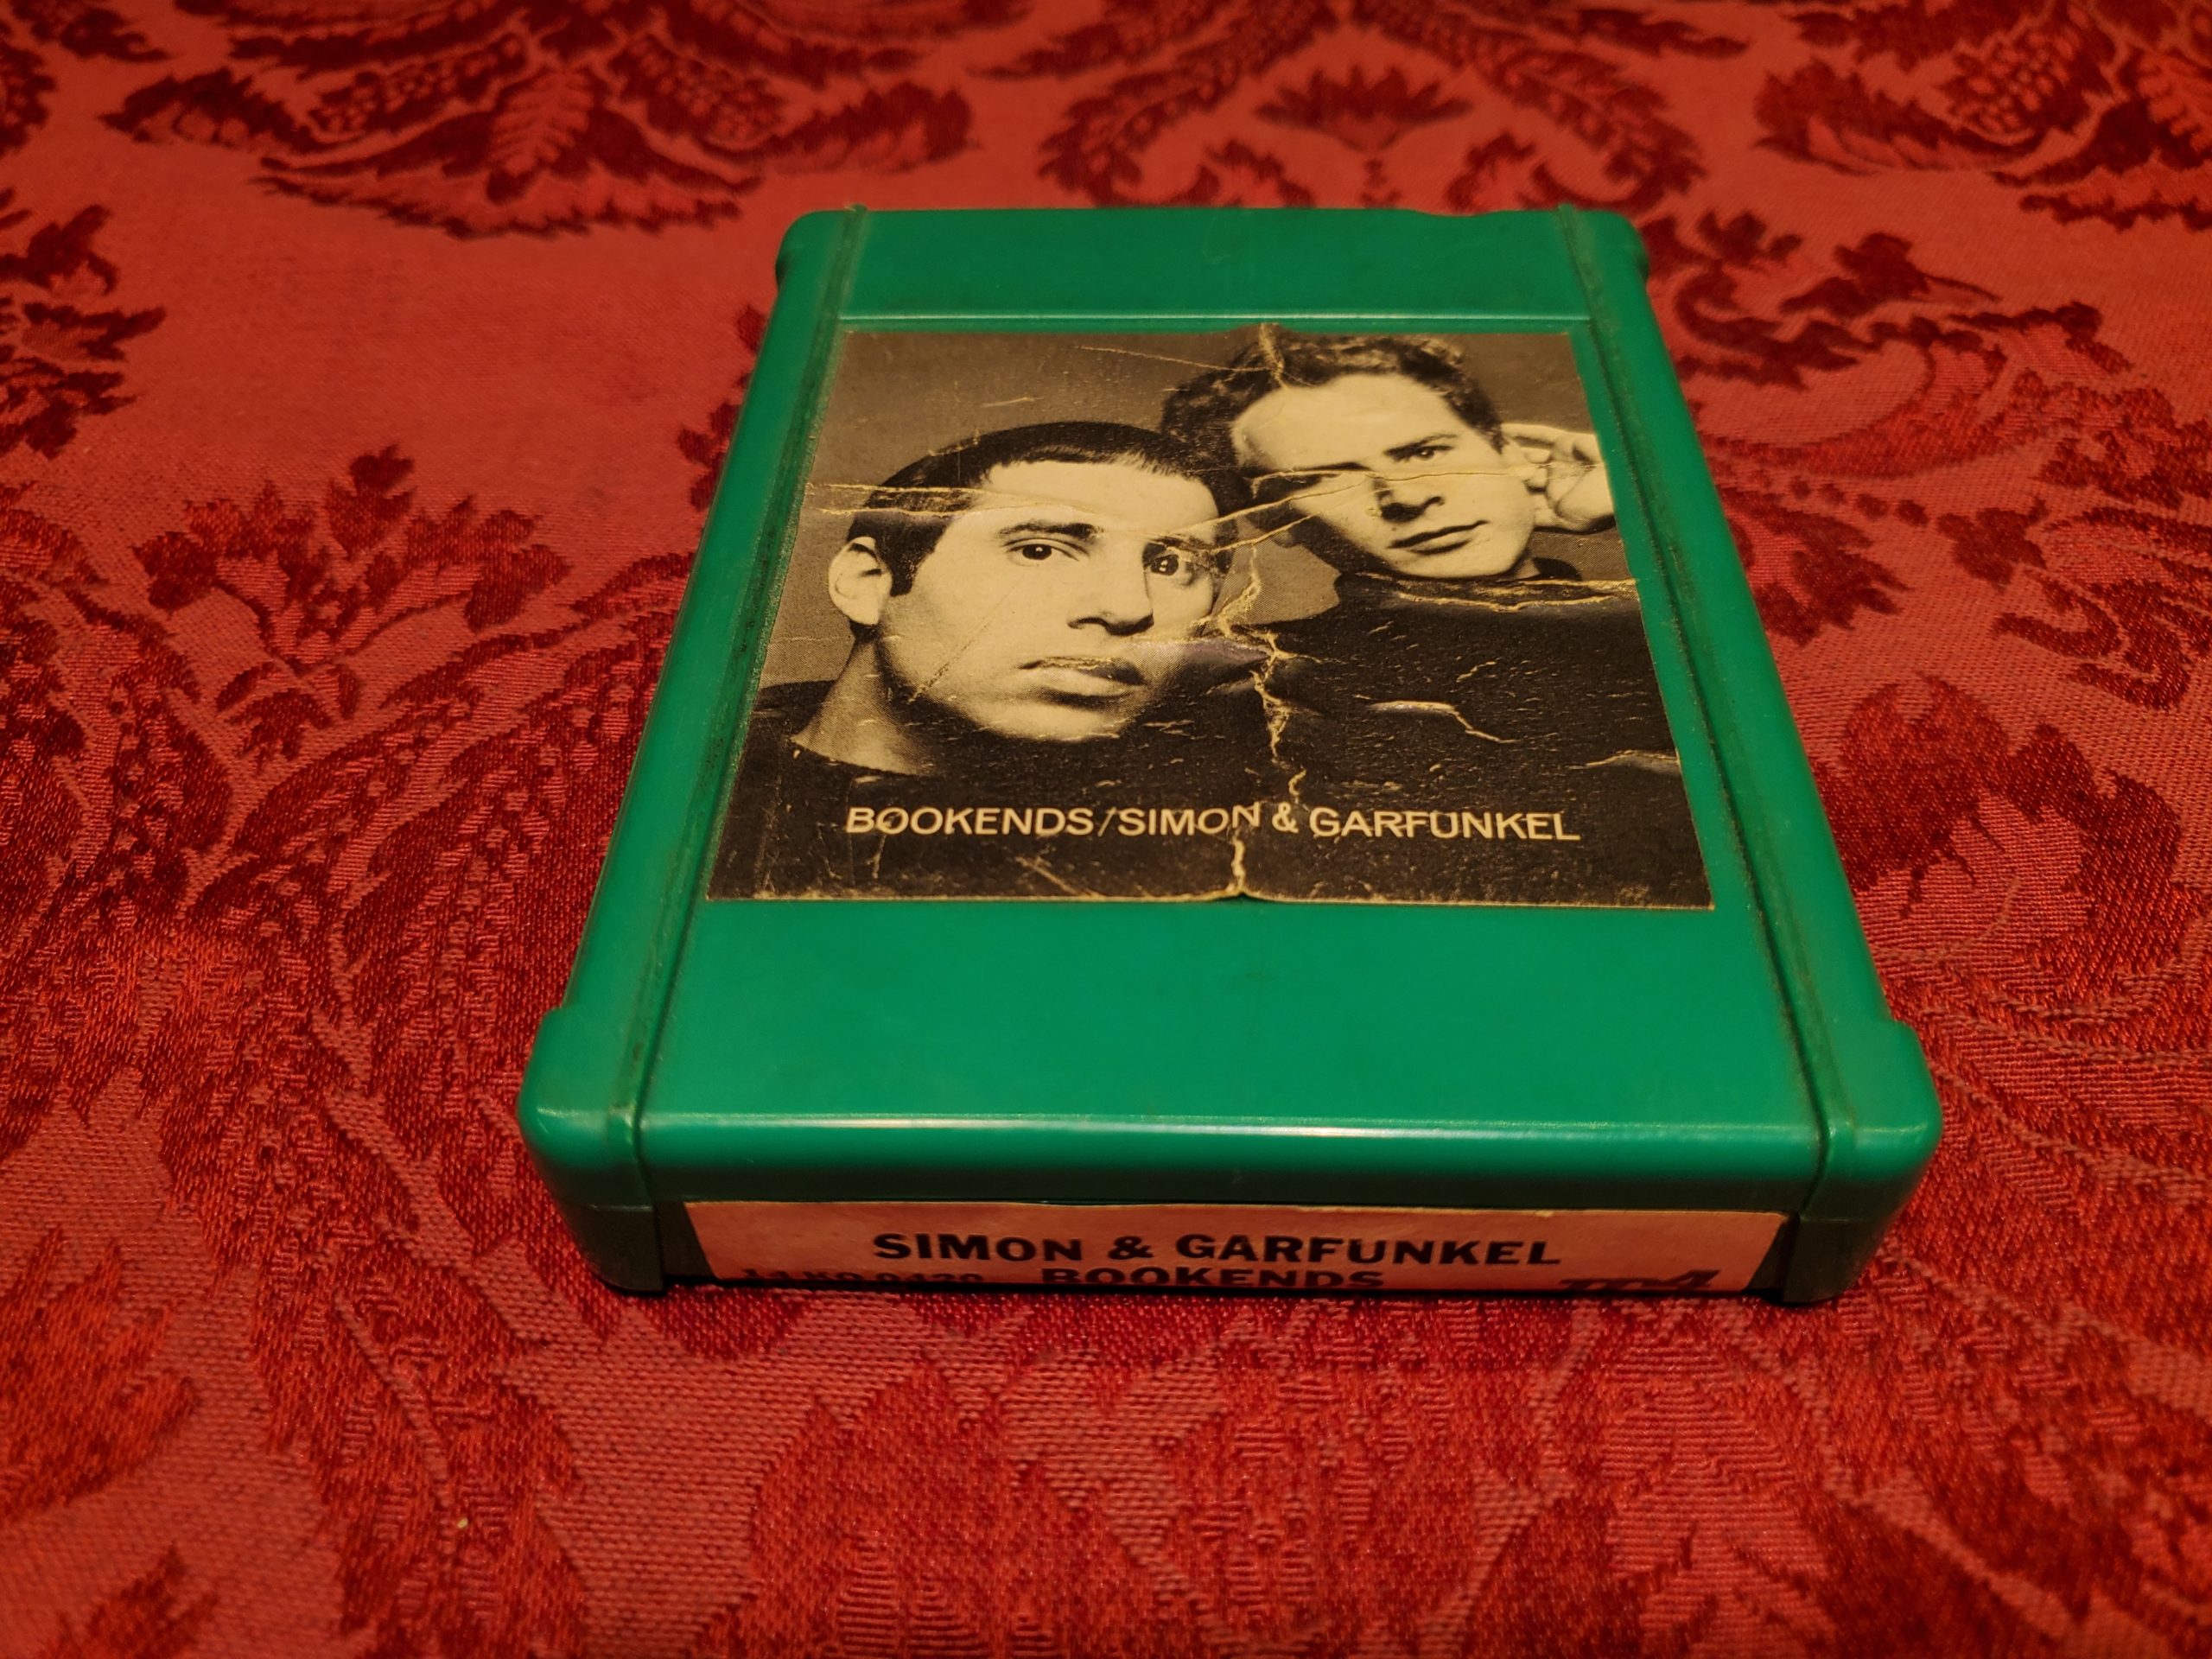 BOOKENDS/SIMON & GARFUNKEL
SIMON & GARFUNKEL
BOOKENDS